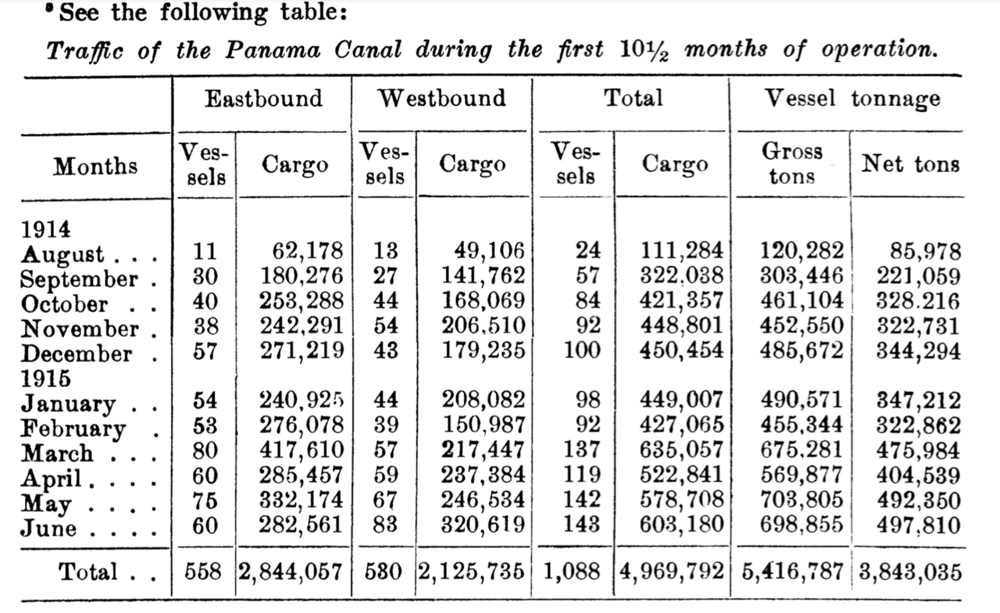 See the following table:
Traffic of the Panama Canal during the first 10½ months of operation.
Eastbound Westbound Total Vessel tonnage
Months Ves-sels Cargo Ves-sels Cargo Ves-sels Cargo Gross tons Net tons
1914
August . . . 11 62,178 13 49,106 24 111,284 120,282 85,978
September . 30 180,276 27 141,762 57 322.038 303,446 221,059
October . . 40 253,288 44 168,069 84 421,357 461,104 328.216
November . 38 242,291 54 206,510 92 448,801 452,550 322,731
December . 57 271,219 43 179,235 100 450,454 485,672 344,294
1915
January . . 54 240,925 44 208,082 98 449,007 490,571 347,212
February . 53 276,078 39 150,987 92 427,065 455,344 322,862
March . . . 80 417,610 57 217,447 137 635,057 675,281 475,984
April . . . . 60 285,457 59 237,384 119 522,841 569,877 404,539
May . . . . 75 332,174 67 246,534 142 578,708 703,805 492,350
June . . . . 60 282,561 83 320,619 143 603,180 698,855 497,810
Total . . 558 2,844,057 530 2,125,735 1,088 4,969,792 5,416,787 3,843,035